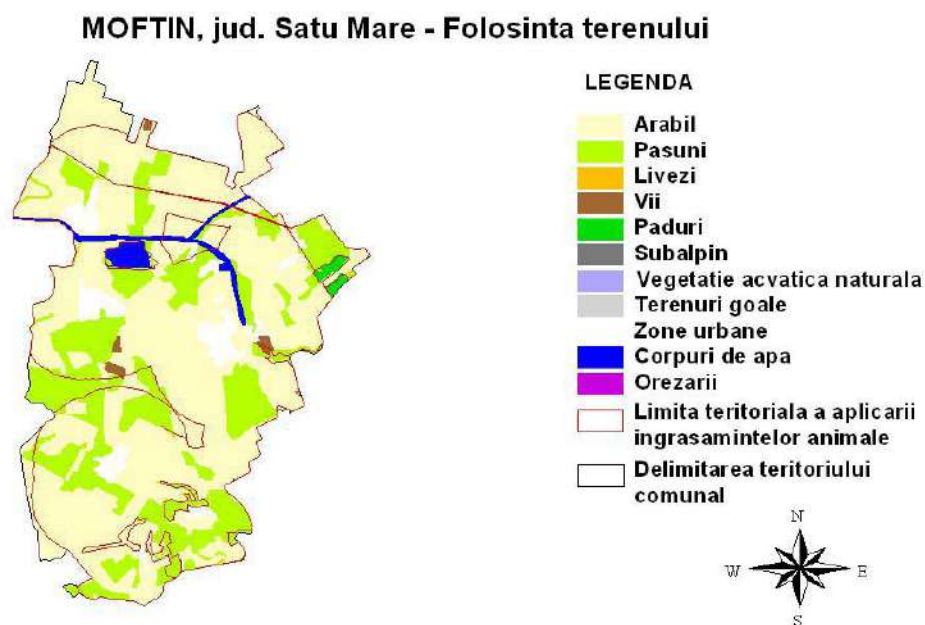 MOFTIN, jud. Satu Mare - Folosinta terenului
LEGENDA
Arabil
Pasuni
Livezi
Vii
Paduri
Subalpin
Vegetatie acvatica naturala
Terenuri goale
Zone urbane
Corpuri de apa
Orezarii
Limita teritoriala a aplicarii
ingrasamintelor animale
Delimitarea teritoriului
comunal
N
W E
S